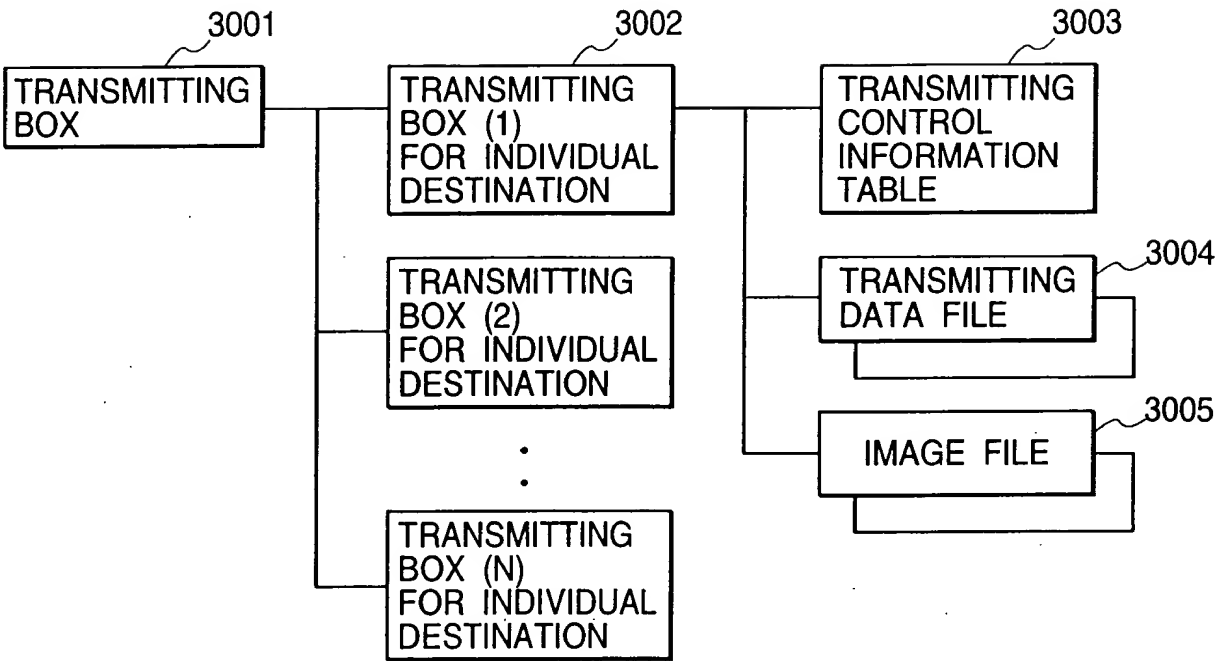 3001
TRANSMITTING
BOX
3002
TRANSMITTING
BOX (1)
FOR INDIVIDUAL
DESTINATION
TRANSMITTING
BOX (2)
FOR INDIVIDUAL
DESTINATION
TRANSMITTING
BOX (N)
FOR INDIVIDUAL
DESTINATION
3003
TRANSMITTING
CONTROL
INFORMATION
TABLE
3004
TRANSMITTING
DATA FILE
3005
IMAGE FILE